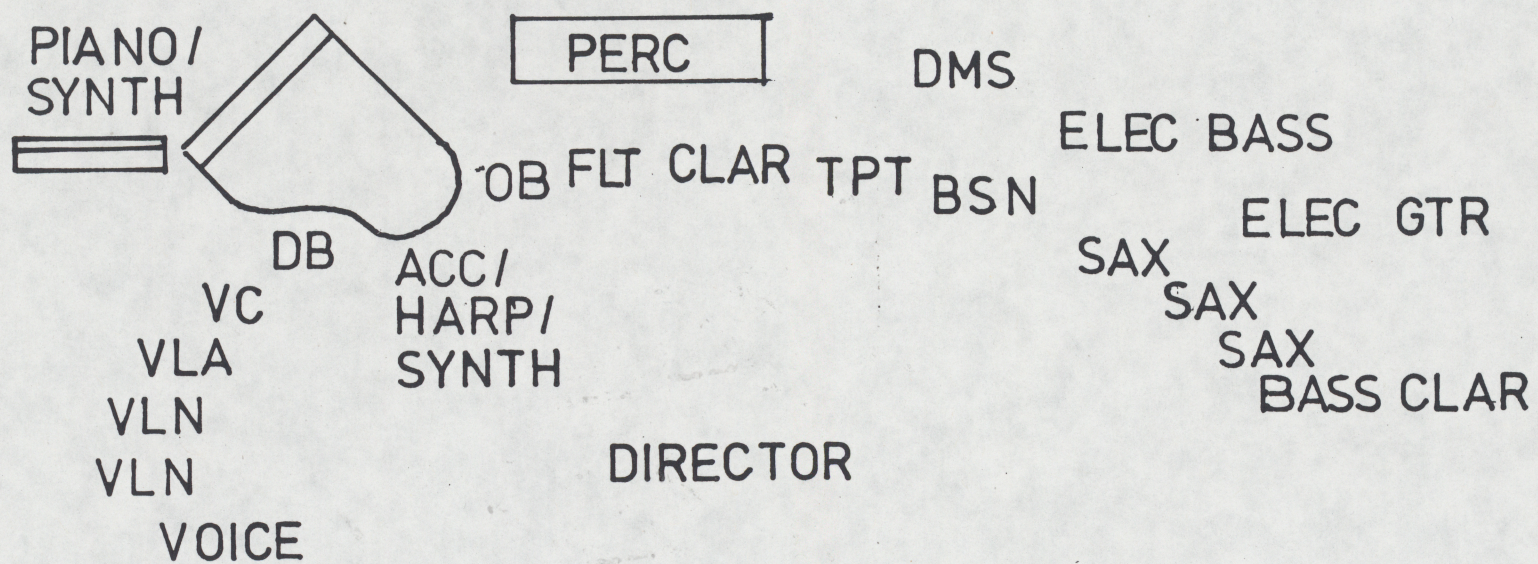 PIANO/
SYNTH
PERC
DMS
ELEC BASS
OB FLT CLAR TPT BSN
ELEC GTR
DB
ACC/
HARP/
SYNTH
SAX
VC
SAX
VLA
SAX
BASS CLAR
VLN
DIRECTOR
VLN
VOICE